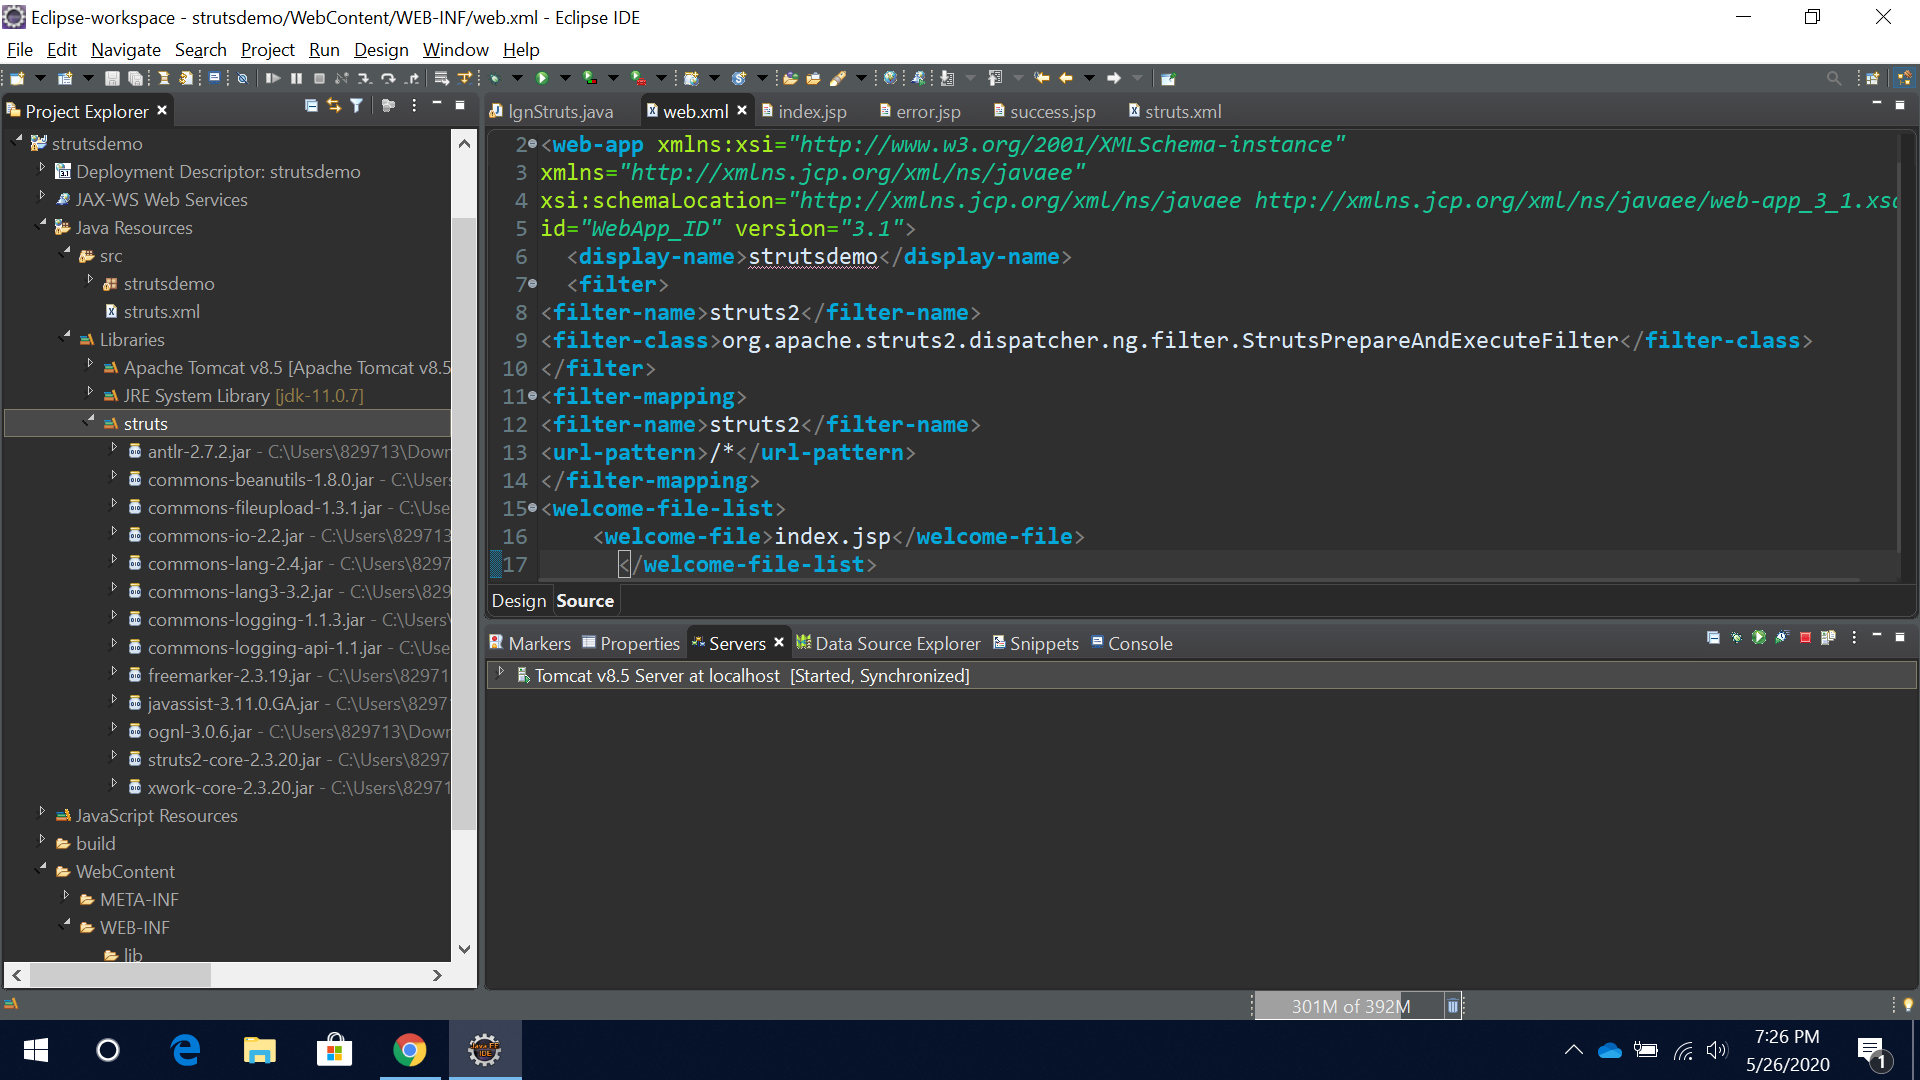 Eclipse-workspace - strutsdemo/WebContent/WEB-INF/web.xml - Eclipse IDE
File Edit Navigate Search Project Run Design Window Help
Project Explorer
strutsdemo
Deployment Descriptor: strutsdemo
JAX-WS Web Services
Java Resources
src
strutsdemo
struts.xml
Libraries
Apache Tomcat v8.5 [Apache Tomcat v8.5
JRE System Library [jdk-11.0.7]
struts
antlr-2.7.2.jar - C:\Users\829713\Dowr
commons-beanutils-1.8.0.jar - C:\User
commons-fileupload-1.3.1.jar - C:\Use
commons-io-2.2.jar - C:\Users\829713
commons-lang-2.4.jar - C:\Users\829
commons-lang3-3.2.jar - C:\Users\829
commons-logging-1.1.3.jar - C:\Users\
commons-logging-api-1.1.jar - C:\Use
freemarker-2.3.19.jar - C:\Users\82971
javassist-3.11.0.GA.jar - C:\Users\8297
ognl-3.0.6.jar - C:\Users\829713\Dowr
struts2-core-2.3.20.jar - C:\Users\8297
xwork-core-2.3.20.jar - C:\Users\82971
JavaScript Resources
build
WebContent
META-INF
WEB-INF
lib
lgnStruts.java web.xml index.jsp error.jsp success.jsp struts.xml
2 <web-app xmlns:xsi="http://www.w3.org/2001/XMLSchema-instance"
3 xmlns="http://xmlns.jcp.org/xml/ns/javaee"
4 xsi:schemaLocation="http://xmlns.jcp.org/xml/ns/javaee http://xmlns.jcp.org/xml/ns/javaee/web-app_3_1.xsd
5 id="WebApp_ID" version="3.1">
6 <display-name>strutsdemo</display-name>
7 <filter>
8 <filter-name>struts2</filter-name>
9 <filter-class>org.apache.struts2.dispatcher.ng.filter.StrutsPrepareAndExecuteFilter</filter-class>
10 </filter>
11 <filter-mapping>
12 <filter-name>struts2</filter-name>
13 <url-pattern>/*</url-pattern>
14 </filter-mapping>
15 <welcome-file-list>
16 <welcome-file>index.jsp</welcome-file>
17 </welcome-file-list>
Design Source
Markers Properties Servers Data Source Explorer Snippets Console
Tomcat v8.5 Server at localhost [Started, Synchronized]
301M of 392M
7:26 PM
5/26/2020
1